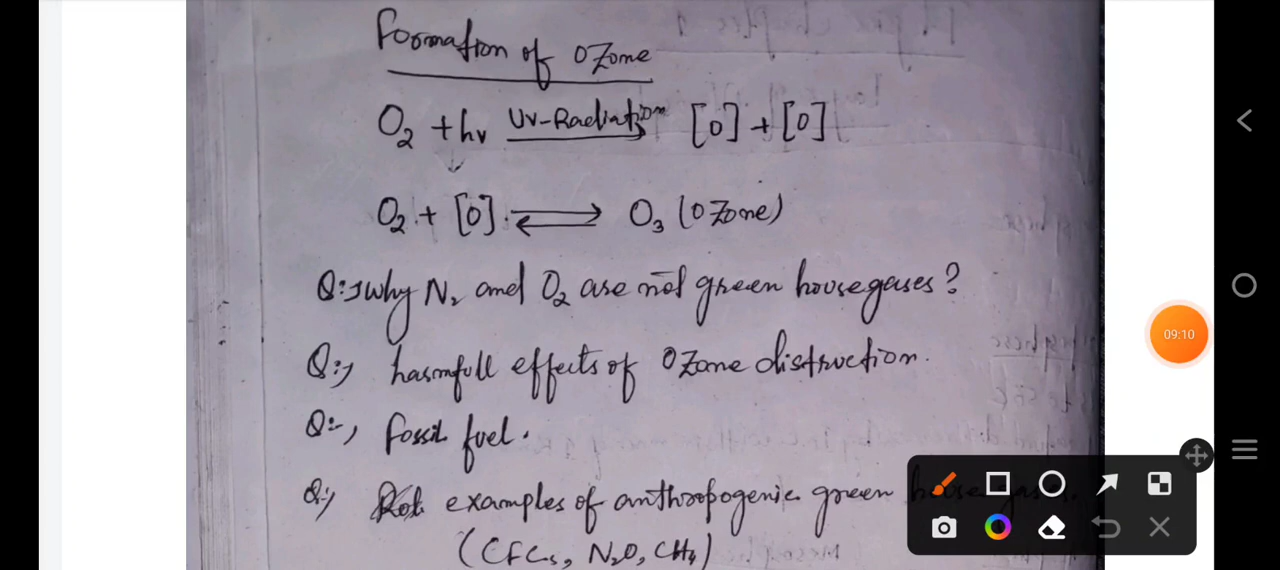 Formation of OZone
O₂ + hv UV-Radiation [O] + [O]
O₂ + [O] ⇌ O₃ (OZone)
Q:→ why N₂ and O₂ are not green house gases?
Q:→ harmfull effects of OZone distruction.
Q:→ fossil fuel.
Q:→ examples of anthropogenic green
(CFCs, N₂O, CH₄)
09:10